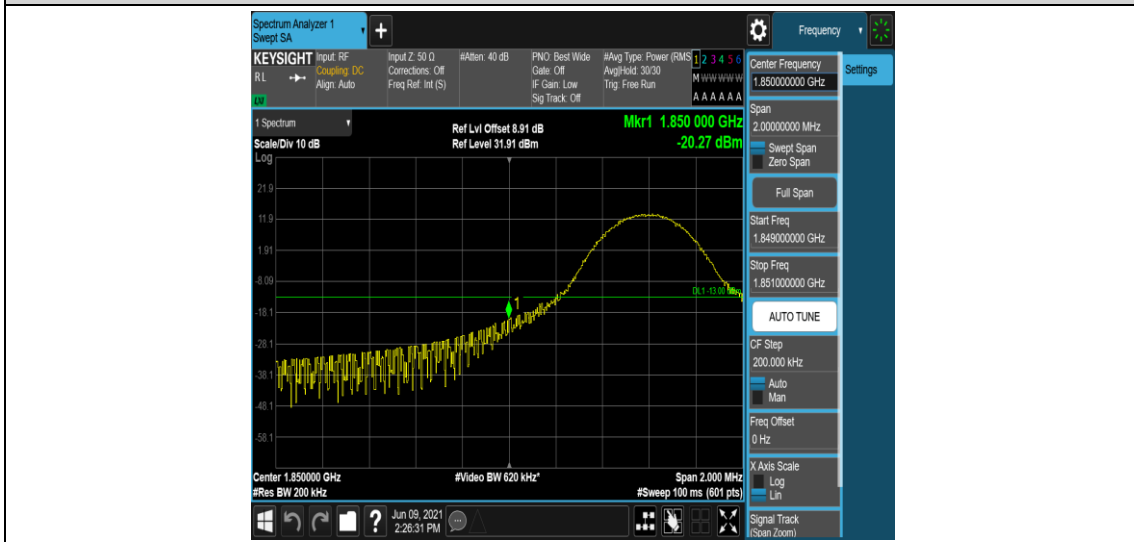 Spectrum Analyzer 1
Swept SA
+
Frequency
KEYSIGHT
RL
LXI
Input: RF
Coupling: DC
Align: Auto
Input Z: 50 Ω
Corrections: Off
Freq Ref: Int (S)
#Atten: 40 dB
PNO: Best Wide
Gate: Off
IF Gain: Low
Sig Track: Off
#Avg Type: Power (RMS
Avg|Hold: 30/30
Trig: Free Run
1 2 3 4 5 6
M W W W W W
A A A A A A
1 Spectrum
Scale/Div 10 dB
Log
Ref Lvl Offset 8.91 dB
Ref Level 31.91 dBm
Mkr1 1.850 000 GHz
-20.27 dBm
21.9
11.9
1.91
-8.09
-18.1
-28.1
-38.1
-48.1
-58.1
DL1 -13.00 dBm
1
Center 1.850000 GHz
#Res BW 200 kHz
#Video BW 620 kHz*
Span 2.000 MHz
#Sweep 100 ms (601 pts)
Center Frequency
1.850000000 GHz
Settings
Span
2.00000000 MHz
Swept Span
Zero Span
Full Span
Start Freq
1.849000000 GHz
Stop Freq
1.851000000 GHz
AUTO TUNE
CF Step
200.000 kHz
Auto
Man
Freq Offset
0 Hz
X Axis Scale
Log
Lin
Signal Track
(Span Zoom)
?
Jun 09, 2021
2:26:31 PM